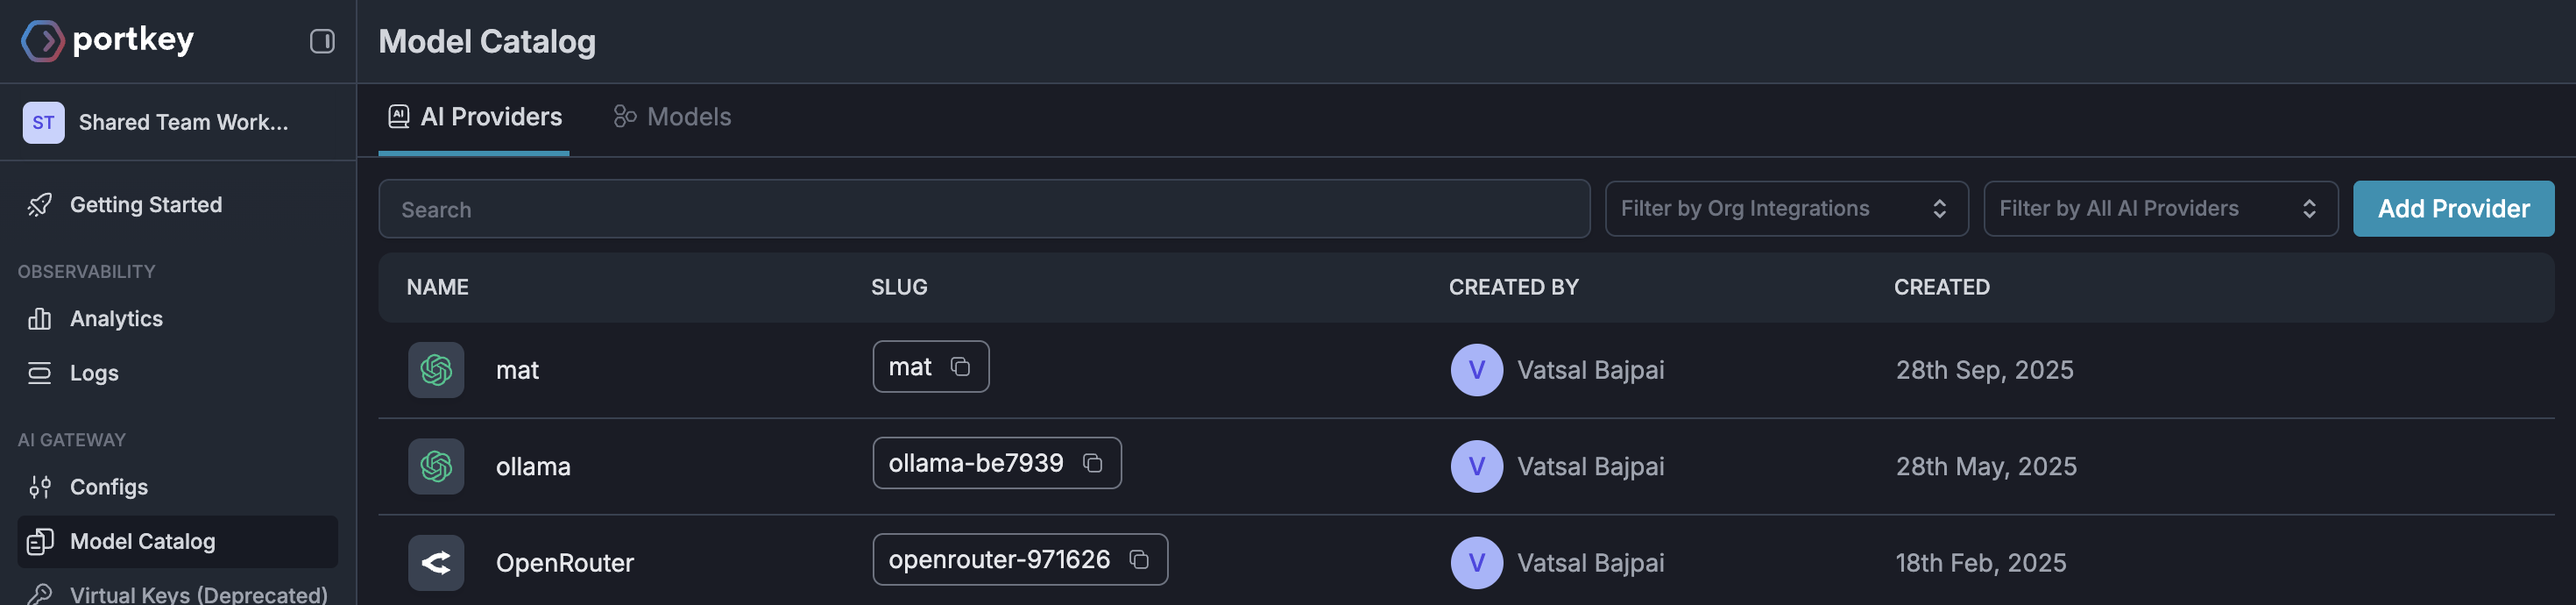 portkey
Model Catalog
ST Shared Team Work...
AI Providers Models
Getting Started
Search
Filter by Org Integrations
Filter by All AI Providers
Add Provider
OBSERVABILITY
Analytics
Logs
AI GATEWAY
Configs
Model Catalog
Virtual Keys (Deprecated)
NAME SLUG CREATED BY CREATED
mat mat V Vatsal Bajpai 28th Sep, 2025
ollama ollama-be7939 V Vatsal Bajpai 28th May, 2025
OpenRouter openrouter-971626 V Vatsal Bajpai 18th Feb, 2025